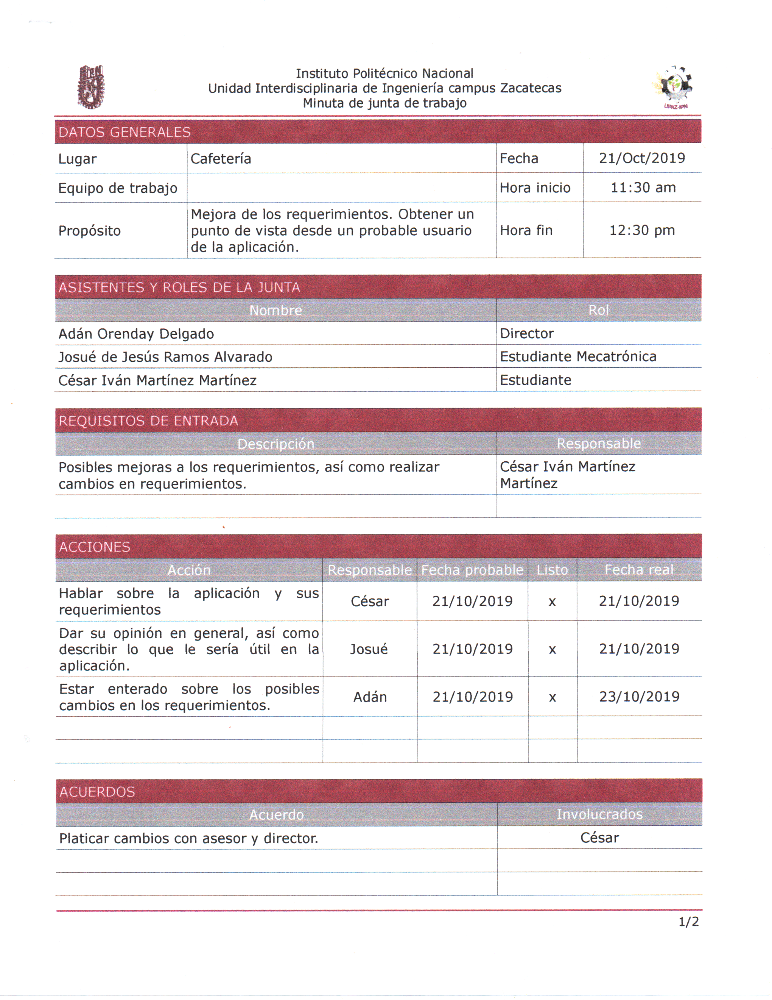 Instituto Politécnico Nacional
Unidad Interdisciplinaria de Ingeniería campus Zacatecas
Minuta de junta de trabajo
IPN
UPIIZ-IPN
DATOS GENERALES
Lugar Cafetería Fecha 21/Oct/2019
Equipo de trabajo Hora inicio 11:30 am
Mejora de los requerimientos. Obtener un
Propósito punto de vista desde un probable usuario Hora fin 12:30 pm
de la aplicación.
ASISTENTES Y ROLES DE LA JUNTA
Nombre Rol
Adán Orenday Delgado Director
Josué de Jesús Ramos Alvarado Estudiante Mecatrónica
César Iván Martínez Martínez Estudiante
REQUISITOS DE ENTRADA
Descripción Responsable
Posibles mejoras a los requerimientos, así como realizar César Iván Martínez
cambios en requerimientos. Martínez
ACCIONES
Acción Responsable Fecha probable Listo Fecha real
Hablar sobre la aplicación y sus
requerimientos César 21/10/2019 x 21/10/2019
Dar su opinión en general, así como
describir lo que le sería útil en la Josué 21/10/2019 x 21/10/2019
aplicación.
Estar enterado sobre los posibles
cambios en los requerimientos. Adán 21/10/2019 x 23/10/2019
ACUERDOS
Acuerdo Involucrados
Platicar cambios con asesor y director. César
1/2